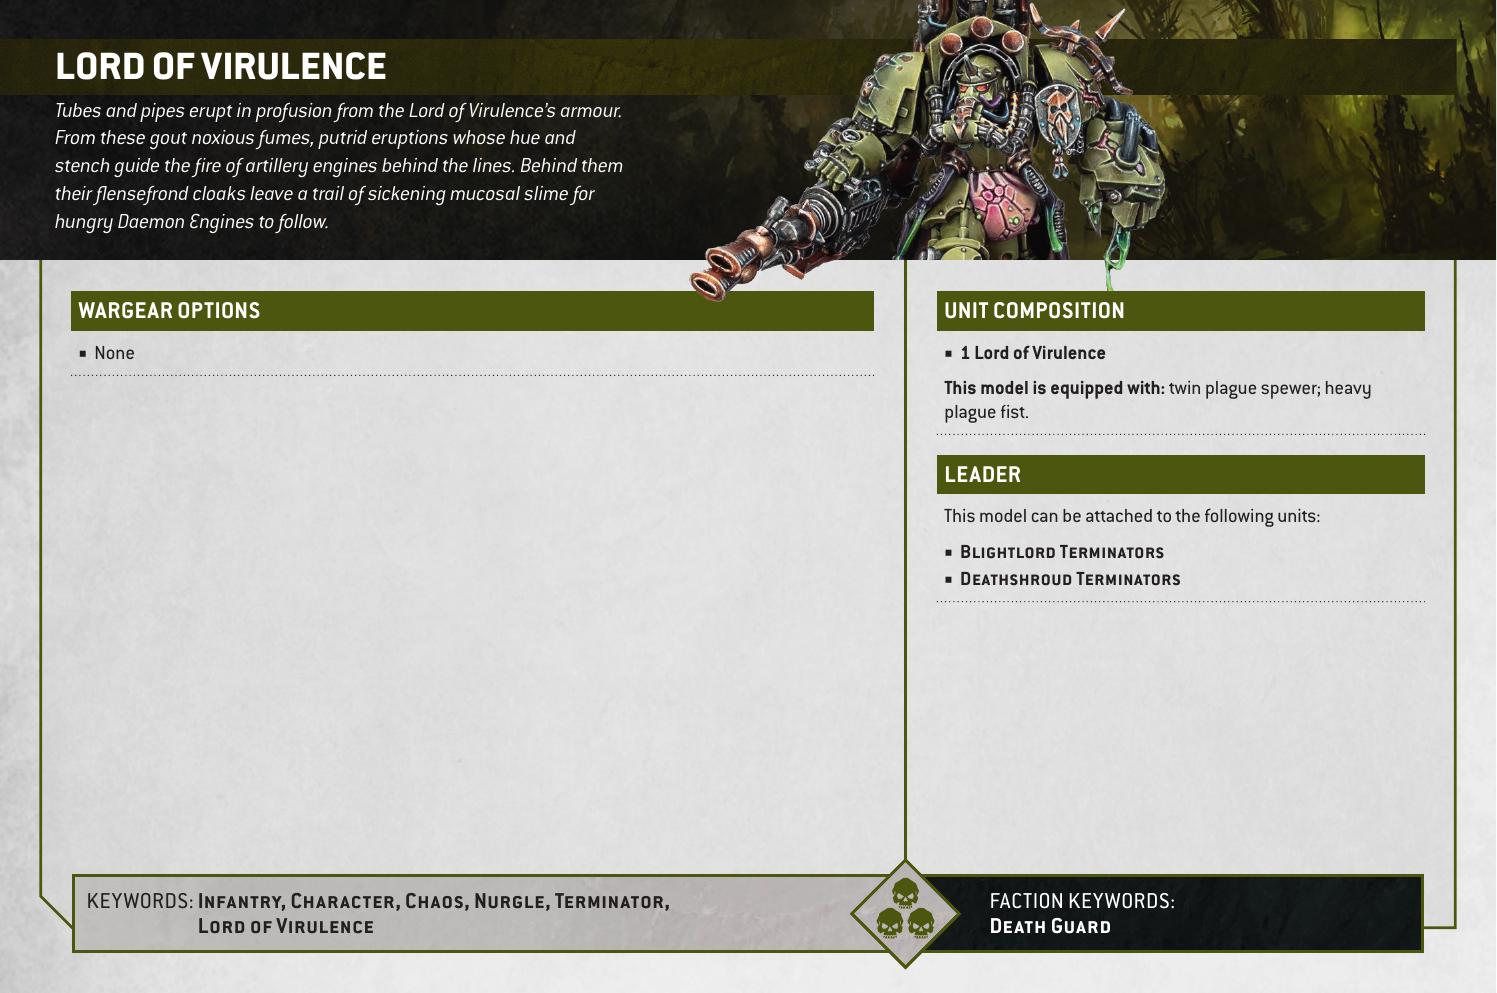 LORD OF VIRULENCE
Tubes and pipes erupt in profusion from the Lord of Virulence's armour.
From these gout noxious fumes, putrid eruptions whose hue and
stench guide the fire of artillery engines behind the lines. Behind them
their flensefrond cloaks leave a trail of sickening mucosal slime for
hungry Daemon Engines to follow.
WARGEAR OPTIONS
▪ None
UNIT COMPOSITION
▪ 1 Lord of Virulence
This model is equipped with: twin plague spewer; heavy
plague fist.
LEADER
This model can be attached to the following units:
▪ Blightlord Terminators
▪ Deathshroud Terminators
KEYWORDS: Infantry, Character, Chaos, Nurgle, Terminator,
Lord of Virulence
FACTION KEYWORDS:
Death Guard